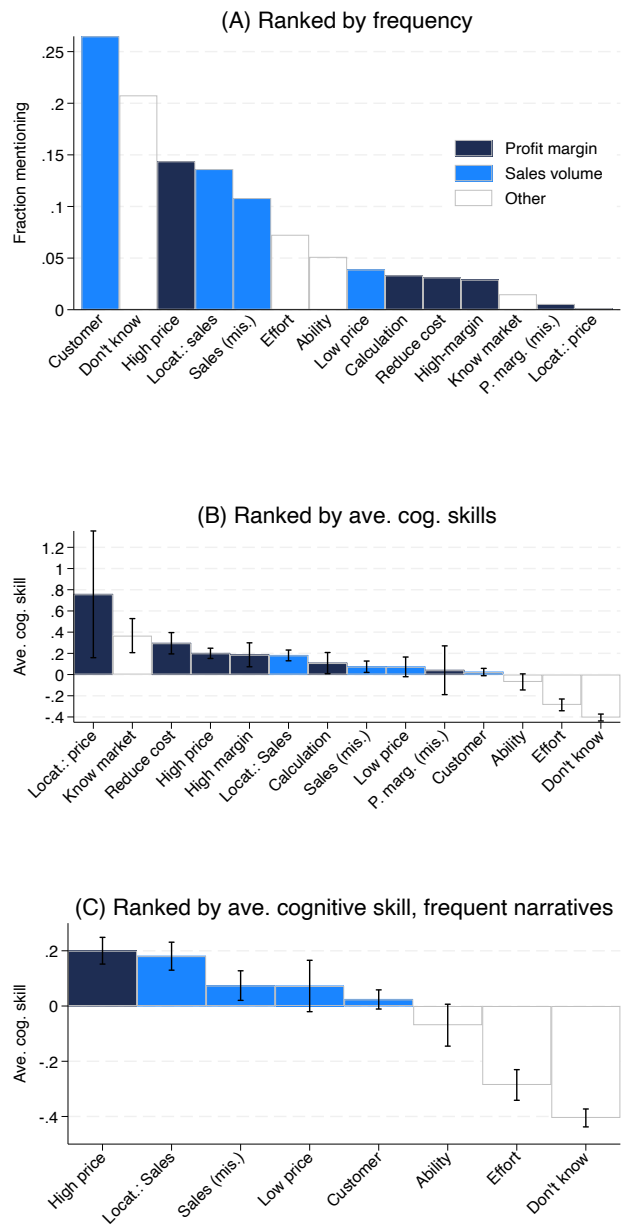 (A) Ranked by frequency
Fraction mentioning
.25
.2
.15
.1
.05
0
Profit margin
Sales volume
Other
Customer
Don't know
High price
Locat.: sales
Sales (mis.)
Effort
Ability
Low price
Calculation
Reduce cost
High-margin
Know market
P. marg. (mis.)
Locat.: price
(B) Ranked by ave. cog. skills
Ave. cog. skill
1.2
1
.8
.6
.4
.2
0
-.2
-.4
Locat.: price
Know market
Reduce cost
High price
High margin
Locat.: Sales
Calculation
Sales (mis.)
Low price
P. marg. (mis.)
Customer
Ability
Effort
Don't know
(C) Ranked by ave. cognitive skill, frequent narratives
Ave. cog. skill
.2
0
-.2
-.4
High price
Locat.: Sales
Sales (mis.)
Low price
Customer
Ability
Effort
Don't know